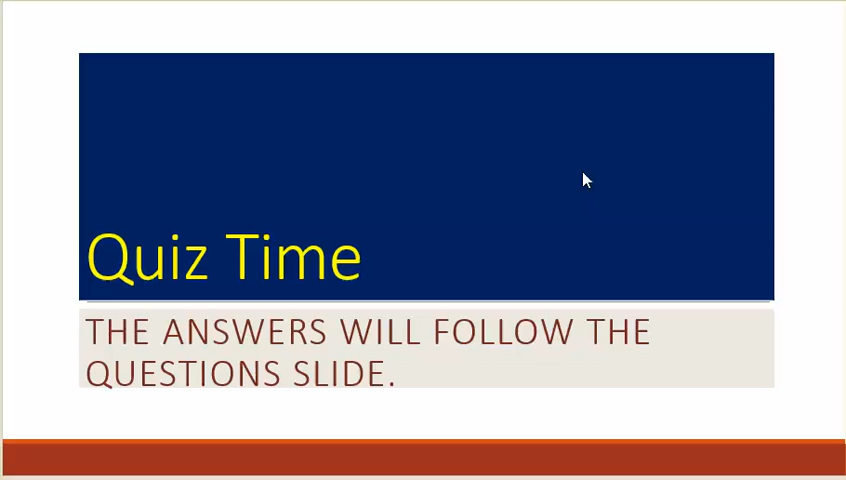 Quiz Time
THE ANSWERS WILL FOLLOW THE
QUESTIONS SLIDE.